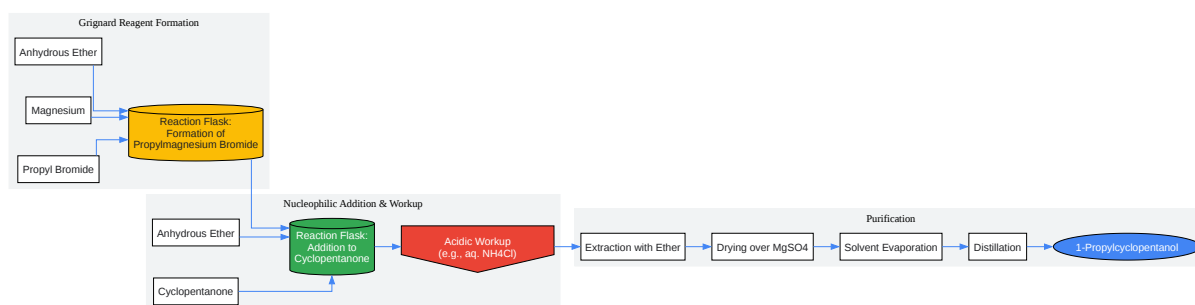 Grignard Reagent Formation
Anhydrous Ether
Magnesium
Propyl Bromide
Reaction Flask:
Formation of
Propylmagnesium Bromide
Nucleophilic Addition & Workup
Anhydrous Ether
Cyclopentanone
Reaction Flask:
Addition to
Cyclopentanone
Acidic Workup
(e.g., aq. NH4Cl)
Purification
Extraction with Ether
Drying over MgSO4
Solvent Evaporation
Distillation
1-Propylcyclopentanol